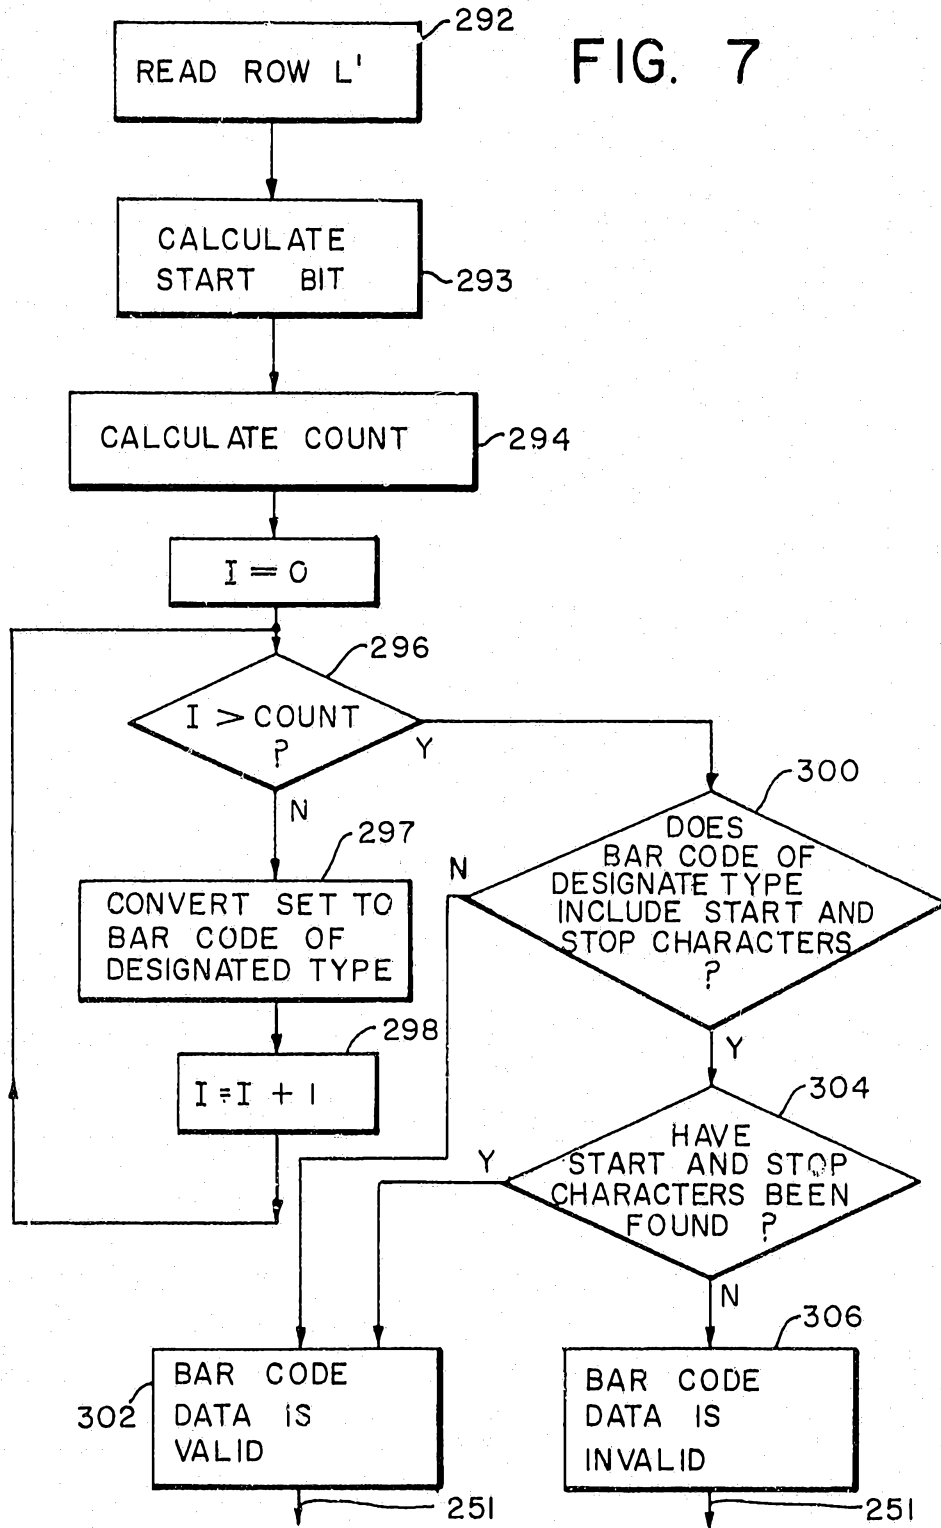 292
FIG. 7
READ ROW L'
CALCULATE
START BIT
293
CALCULATE COUNT
294
I = 0
296
I > COUNT
?
Y
N
300
DOES
BAR CODE OF
DESIGNATE TYPE
INCLUDE START AND
STOP CHARACTERS
?
N
Y
297
CONVERT SET TO
BAR CODE OF
DESIGNATED TYPE
298
I = I + 1
304
HAVE
START AND STOP
CHARACTERS BEEN
FOUND ?
Y
N
302
BAR CODE
DATA IS
VALID
306
BAR CODE
DATA IS
INVALID
251
251